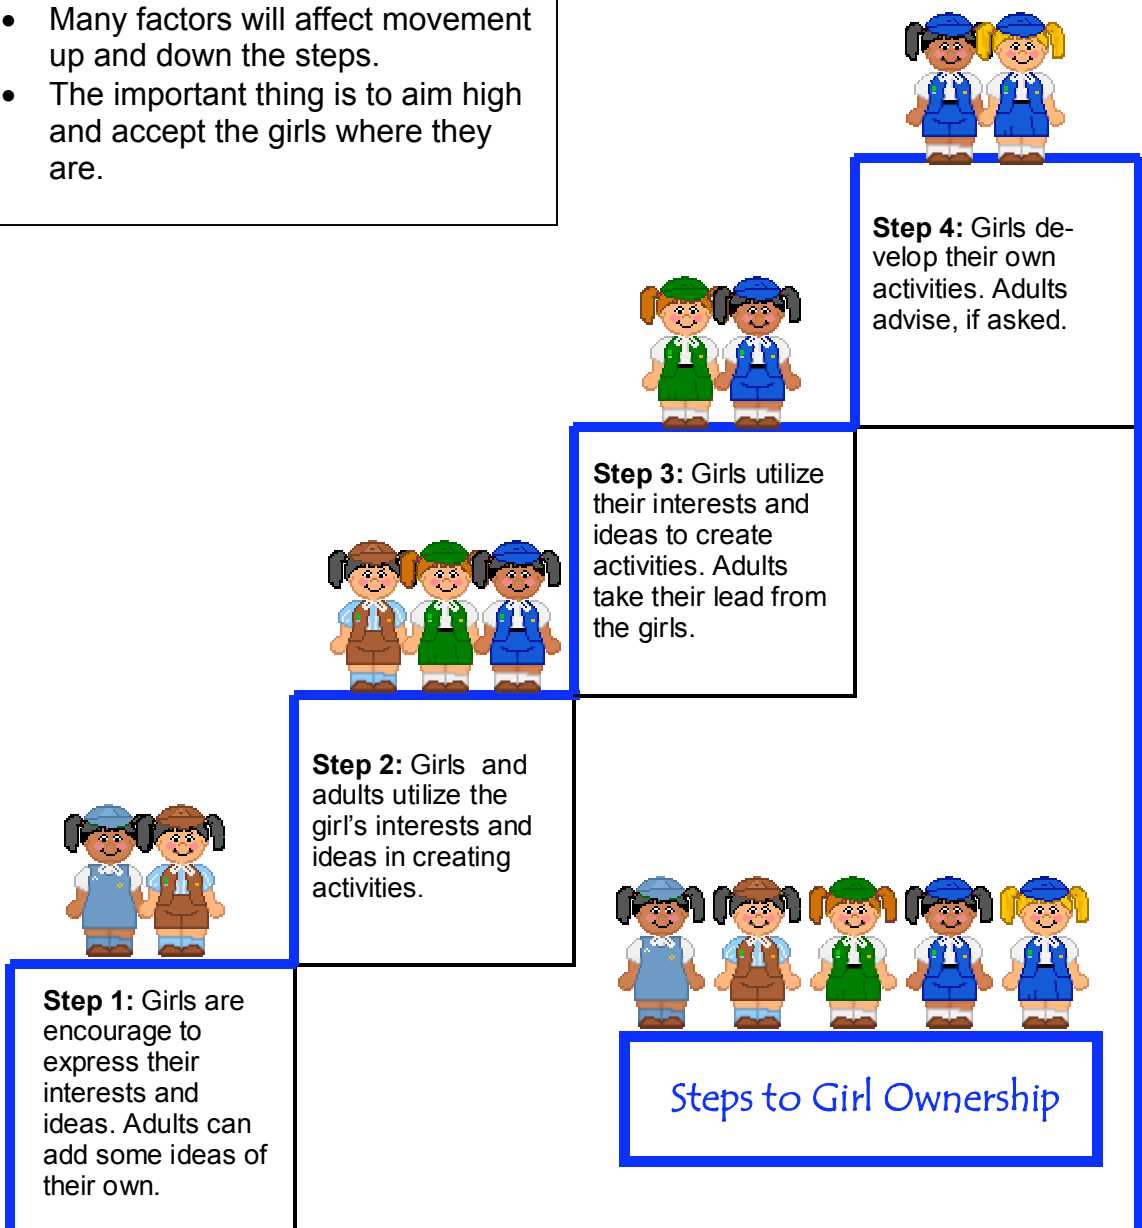 • Many factors will affect movement
up and down the steps.
• The important thing is to aim high
and accept the girls where they
are.
Step 4: Girls de-
velop their own
activities. Adults
advise, if asked.
Step 3: Girls utilize
their interests and
ideas to create
activities. Adults
take their lead from
the girls.
Step 2: Girls and
adults utilize the
girl’s interests and
ideas in creating
activities.
Step 1: Girls are
encourage to
express their
interests and
ideas. Adults can
add some ideas of
their own.
Steps to Girl Ownership